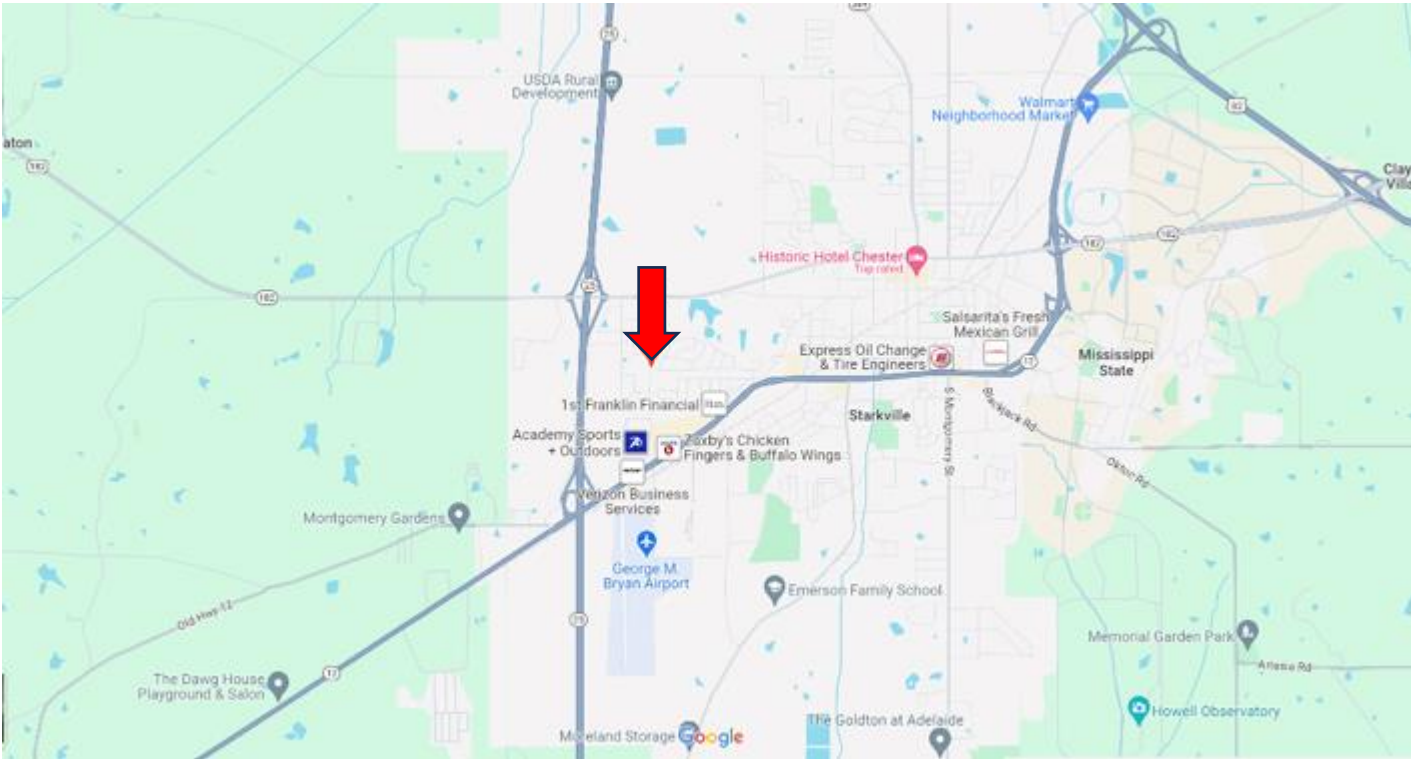 25
USDA Rural
Development
Walmart
Neighborhood Market
82
aton
182
Clay
Villa
182
182
Historic Hotel Chester
Top rated
25
182
Salsarita's Fresh
Mexican Grill
Express Oil Change
& Tire Engineers
12
Mississippi
State
1st Franklin Financial
Starkville
S Montgomery St
Blackjack Rd
Academy Sports
+ Outdoors
Zaxby's Chicken
Fingers & Buffalo Wings
Oktoc Rd
Verizon Business
Services
Montgomery Gardens
George M.
Bryan Airport
Emerson Family School
Old Hwy 12
25
Memorial Garden Park
Artesia Rd
The Dawg House
Playground & Salon
12
Howell Observatory
The Goldton at Adelaide
Moreland Storage
Google